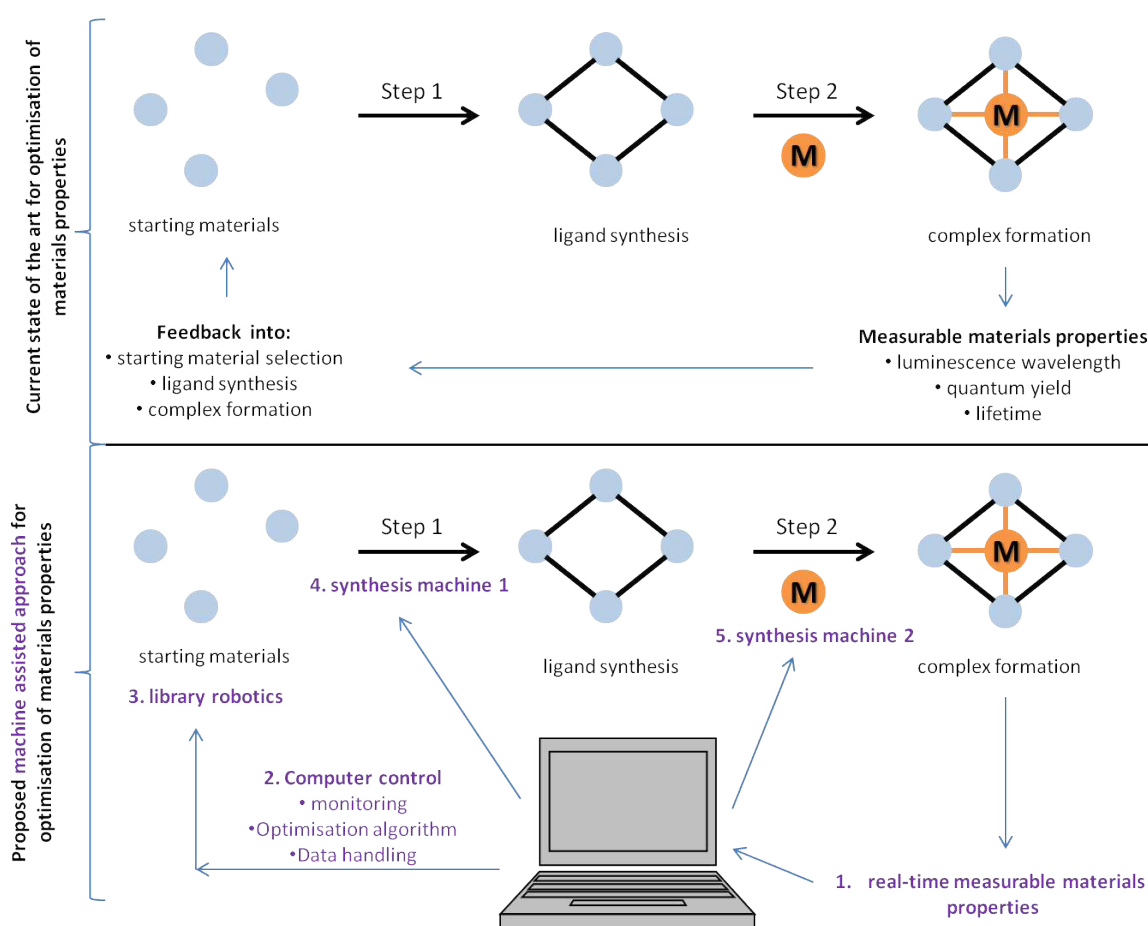 Current state of the art for optimisation of
materials properties
Step 1
Step 2
M
M
starting materials
ligand synthesis
complex formation
Feedback into:
• starting material selection
• ligand synthesis
• complex formation
Measurable materials properties
• luminescence wavelength
• quantum yield
• lifetime
Proposed machine assisted approach for
optimisation of materials properties
Step 1
Step 2
4. synthesis machine 1
M
M
5. synthesis machine 2
starting materials
ligand synthesis
complex formation
3. library robotics
2. Computer control
• monitoring
•Optimisation algorithm
•Data handling
1. real-time measurable materials
properties